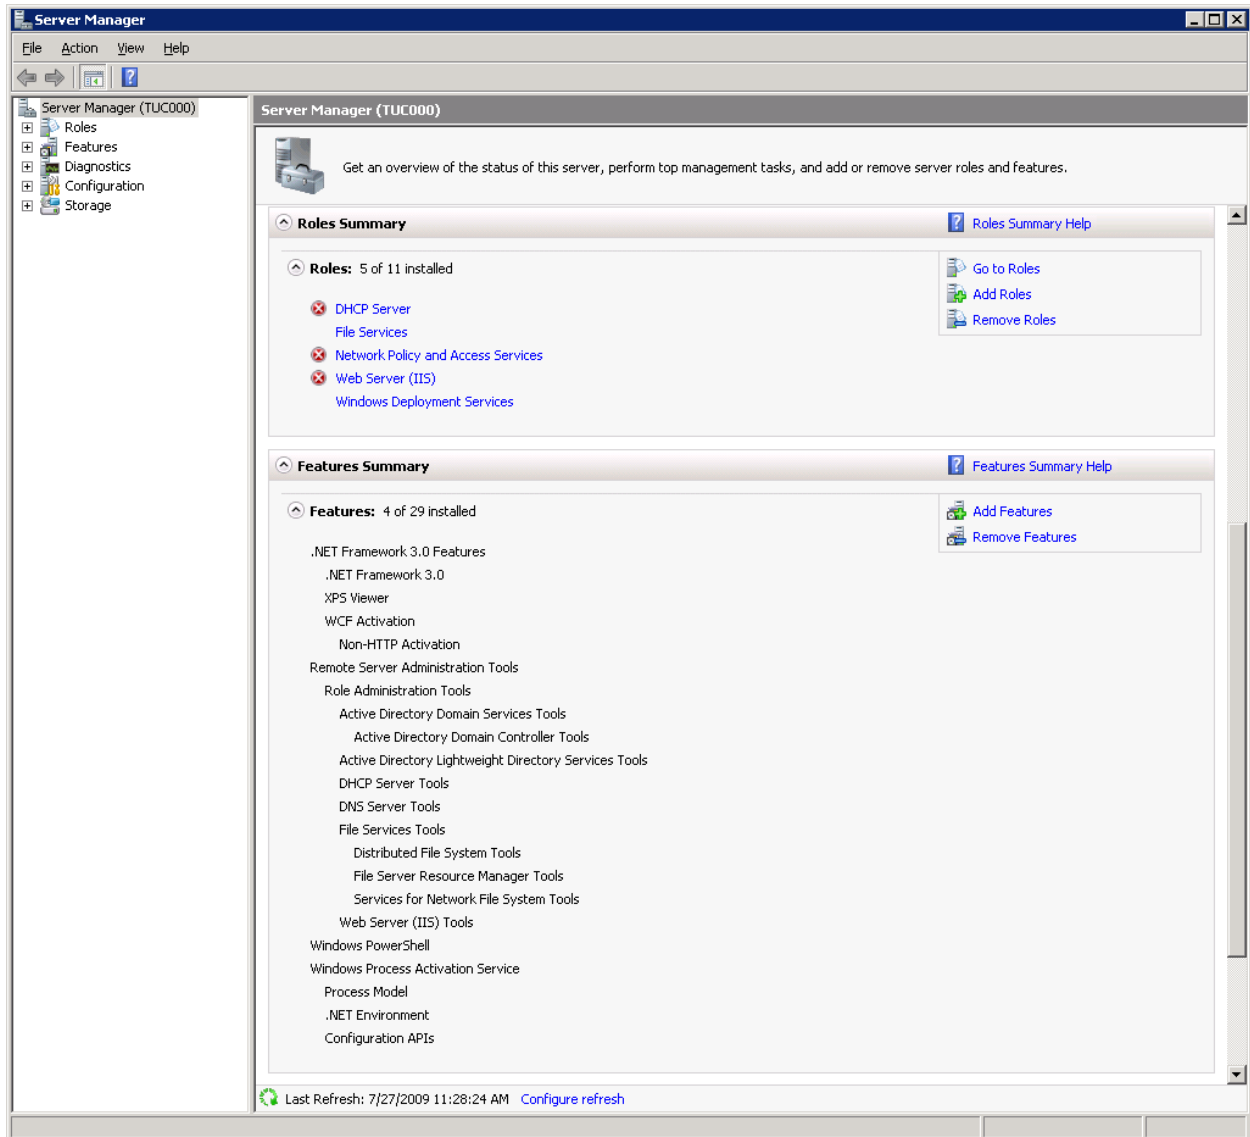 Server Manager
File Action View Help
Server Manager (TUC000)
Roles
Features
Diagnostics
Configuration
Storage
Server Manager (TUC000)
Get an overview of the status of this server, perform top management tasks, and add or remove server roles and features.
Roles Summary
Roles Summary Help
Roles: 5 of 11 installed
Go to Roles
Add Roles
Remove Roles
DHCP Server
File Services
Network Policy and Access Services
Web Server (IIS)
Windows Deployment Services
Features Summary
Features Summary Help
Features: 4 of 29 installed
Add Features
Remove Features
.NET Framework 3.0 Features
.NET Framework 3.0
XPS Viewer
WCF Activation
Non-HTTP Activation
Remote Server Administration Tools
Role Administration Tools
Active Directory Domain Services Tools
Active Directory Domain Controller Tools
Active Directory Lightweight Directory Services Tools
DHCP Server Tools
DNS Server Tools
File Services Tools
Distributed File System Tools
File Server Resource Manager Tools
Services for Network File System Tools
Web Server (IIS) Tools
Windows PowerShell
Windows Process Activation Service
Process Model
.NET Environment
Configuration APIs
Last Refresh: 7/27/2009 11:28:24 AM Configure refresh